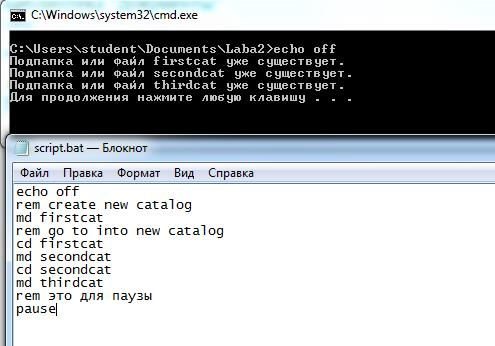 C:\Windows\system32\cmd.exe
C:\Users\student\Documents\Laba2>echo off
Подпапка или файл firstcat уже существует.
Подпапка или файл secondcat уже существует.
Подпапка или файл thirdcat уже существует.
Для продолжения нажмите любую клавишу . . .
script.bat — Блокнот
Файл Правка Формат Вид Справка
echo off
rem create new catalog
md firstcat
rem go to into new catalog
cd firstcat
md secondcat
cd secondcat
md thirdcat
rem это для паузы
pause